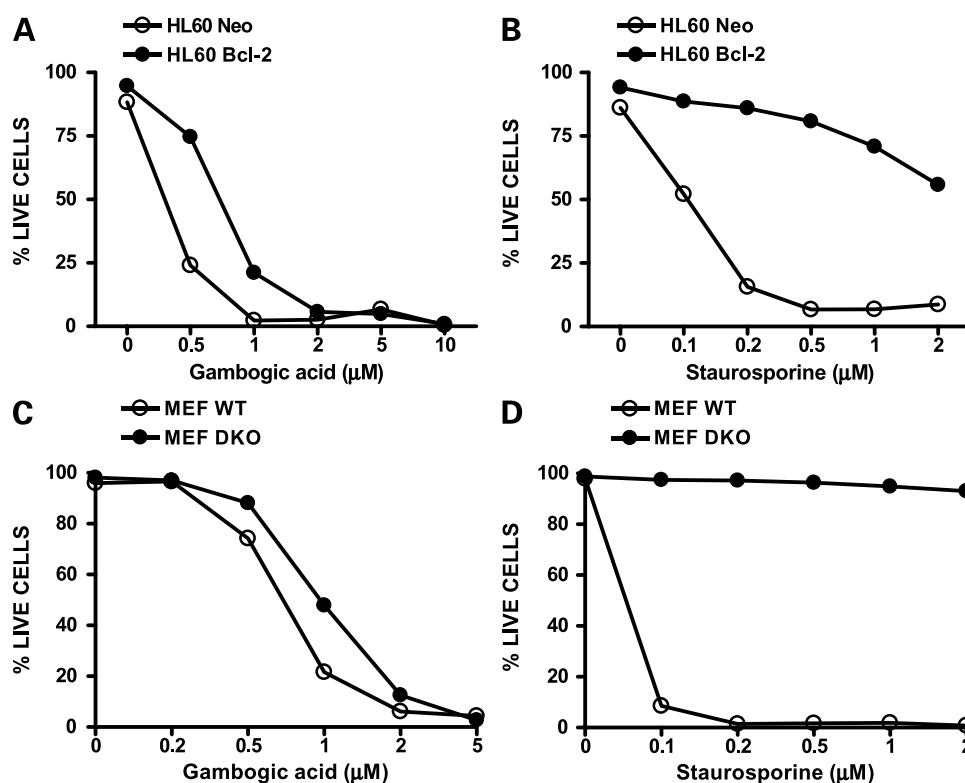 A
HL60 Neo
HL60 Bcl-2
% LIVE CELLS
100
75
50
25
0
0 0.5 1 2 5 10
Gambogic acid (μM)
B
HL60 Neo
HL60 Bcl-2
% LIVE CELLS
100
75
50
25
0
0 0.1 0.2 0.5 1 2
Staurosporine (μM)
C
MEF WT
MEF DKO
% LIVE CELLS
100
80
60
40
20
0
0 0.2 0.5 1 2 5
Gambogic acid (μM)
D
MEF WT
MEF DKO
% LIVE CELLS
100
80
60
40
20
0
0 0.1 0.2 0.5 1 2
Staurosporine (μM)